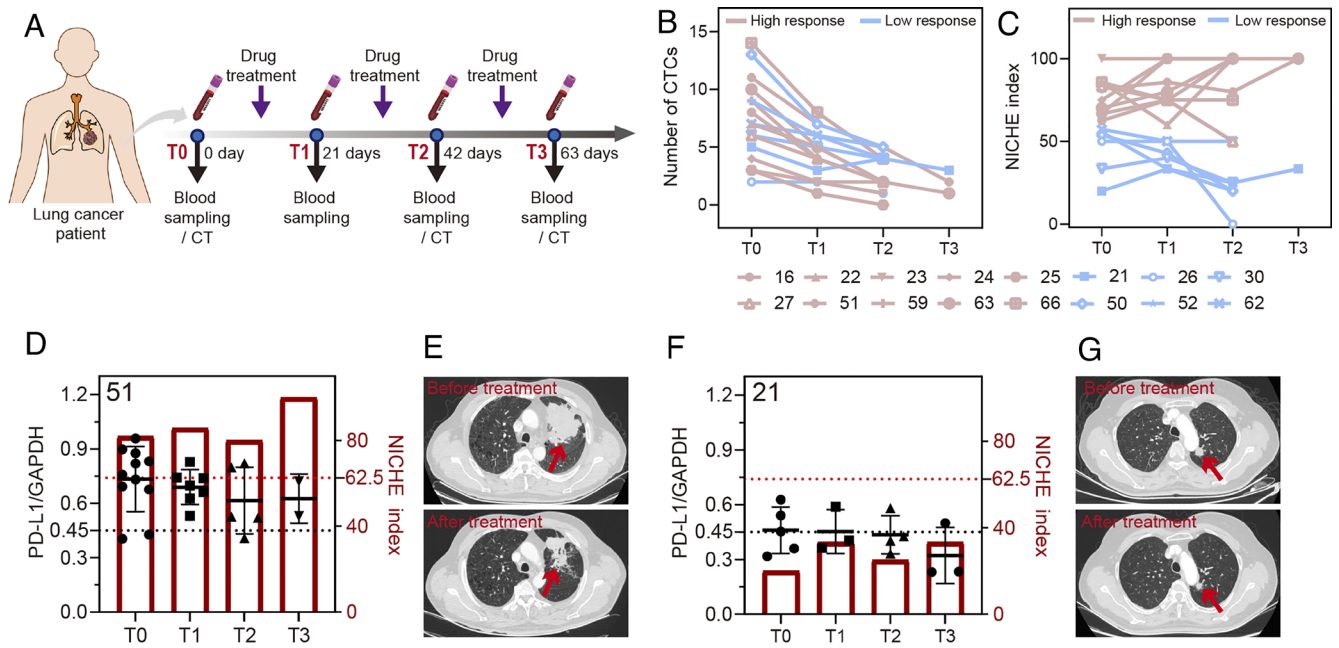 A
Drug
treatment
Drug
treatment
Drug
treatment
T0 0 day
T1 21 days
T2 42 days
T3 63 days
Lung cancer
patient
Blood
sampling
/ CT
Blood
sampling
Blood
sampling
/ CT
Blood
sampling
/ CT
B
High response Low response
Number of CTCs
15
10
5
0
T0 T1 T2 T3
C
High response Low response
NICHE index
100
50
0
T0 T1 T2 T3
16 22 23 24 25 21 26 30
27 51 59 63 66 50 52 62
D
51
PD-L1/GAPDH
1.2
0.9
0.6
0.45
0.3
0.0
T0 T1 T2 T3
80
62.5
40
0
NICHE index
E
Before treatment
After treatment
F
21
PD-L1/GAPDH
1.2
0.9
0.6
0.45
0.3
0.0
T0 T1 T2 T3
80
62.5
40
0
NICHE index
G
Before treatment
After treatment